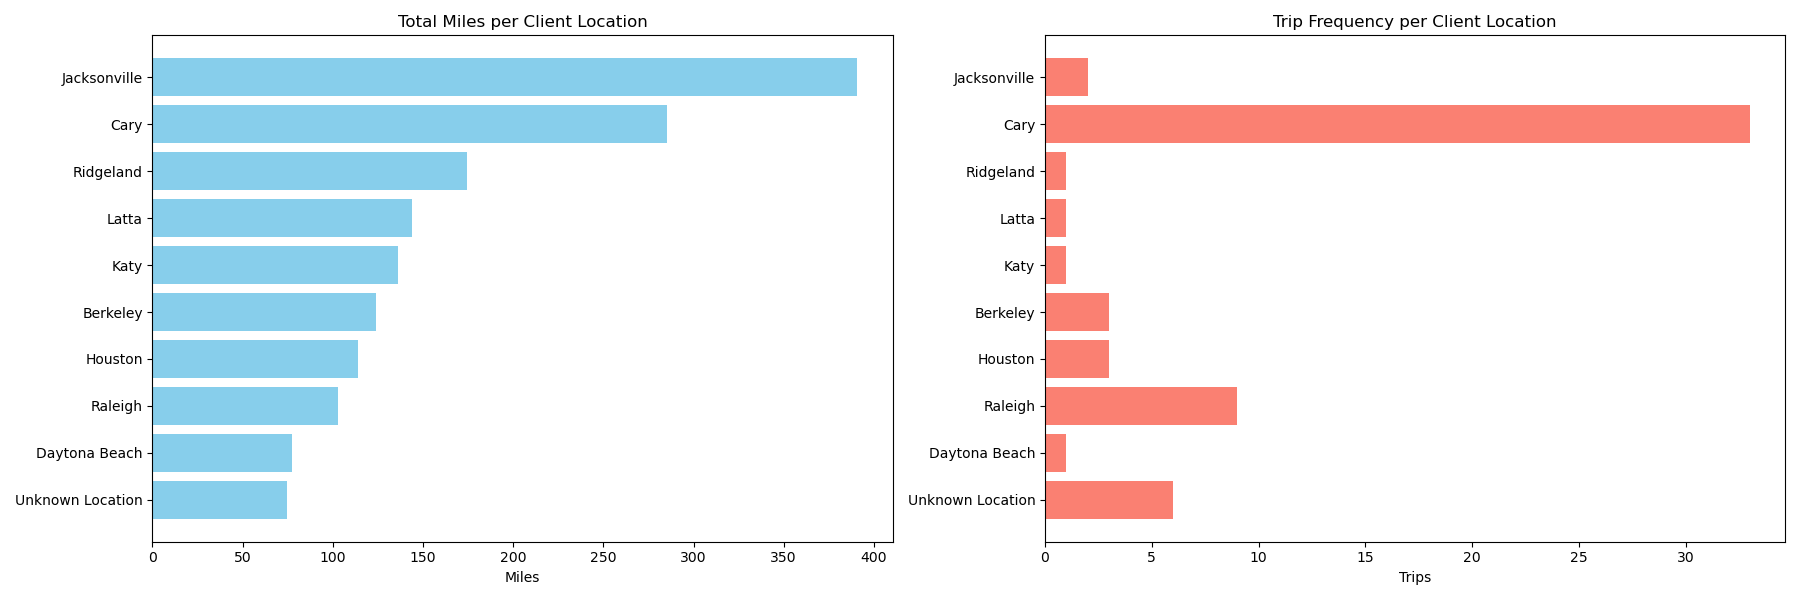 Total Miles per Client Location
Jacksonville
Cary
Ridgeland
Latta
Katy
Berkeley
Houston
Raleigh
Daytona Beach
Unknown Location
0 50 100 150 200 250 300 350 400
Miles
Trip Frequency per Client Location
Jacksonville
Cary
Ridgeland
Latta
Katy
Berkeley
Houston
Raleigh
Daytona Beach
Unknown Location
0 5 10 15 20 25 30
Trips